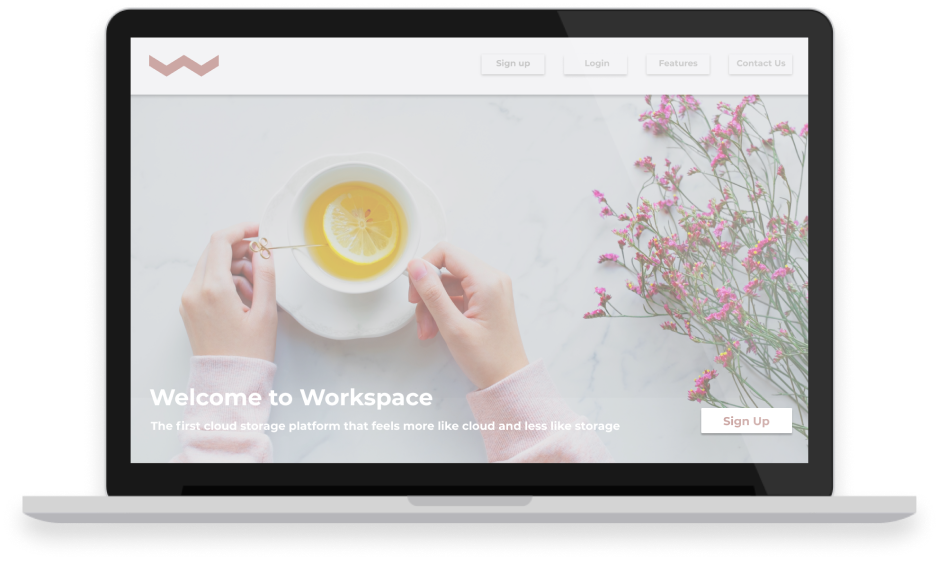 Sign up
Login
Features
Contact Us
Welcome to Workspace
The first cloud storage platform that feels more like cloud and less like storage
Sign Up